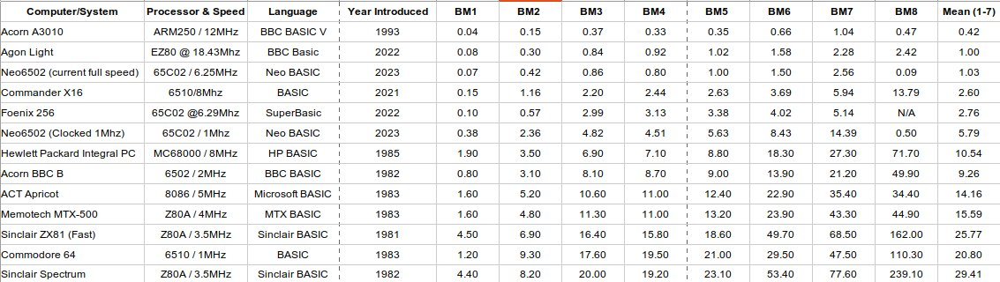 Computer/System Processor & Speed Language Year Introduced BM1 BM2 BM3 BM4 BM5 BM6 BM7 BM8 Mean (1-7)
Acorn A3010 ARM250 / 12MHz BBC BASIC V 1993 0.04 0.15 0.37 0.33 0.35 0.66 1.04 0.47 0.42
Agon Light EZ80 @ 18.43Mhz BBC Basic 2022 0.08 0.30 0.84 0.92 1.02 1.58 2.28 2.42 1.00
Neo6502 (current full speed) 65C02 / 6.25MHz Neo BASIC 2023 0.07 0.42 0.86 0.80 1.00 1.50 2.56 0.09 1.03
Commander X16 6510/8Mhz BASIC 2021 0.15 1.16 2.20 2.44 2.63 3.69 5.94 13.79 2.60
Foenix 256 65C02 @6.29Mhz SuperBasic 2022 0.10 0.57 2.99 3.13 3.38 4.02 5.14 N/A 2.76
Neo6502 (Clocked 1Mhz) 65C02 / 1Mhz Neo BASIC 2023 0.38 2.36 4.82 4.51 5.63 8.43 14.39 0.50 5.79
Hewlett Packard Integral PC MC68000 / 8MHz HP BASIC 1985 1.90 3.50 6.90 7.10 8.80 18.30 27.30 71.70 10.54
Acorn BBC B 6502 / 2MHz BBC BASIC 1982 0.80 3.10 8.10 8.70 9.00 13.90 21.20 49.90 9.26
ACT Apricot 8086 / 5MHz Microsoft BASIC 1983 1.60 5.20 10.60 11.00 12.40 22.90 35.40 34.40 14.16
Memotech MTX-500 Z80A / 4MHz MTX BASIC 1983 1.60 4.80 11.30 11.00 13.20 23.90 43.30 44.90 15.59
Sinclair ZX81 (Fast) Z80A / 3.5MHz Sinclair BASIC 1981 4.50 6.90 16.40 15.80 18.60 49.70 68.50 162.00 25.77
Commodore 64 6510 / 1MHz BASIC 1983 1.20 9.30 17.60 19.50 21.00 29.50 47.50 110.30 20.80
Sinclair Spectrum Z80A / 3.5MHz Sinclair BASIC 1982 4.40 8.20 20.00 19.20 23.10 53.40 77.60 239.10 29.41